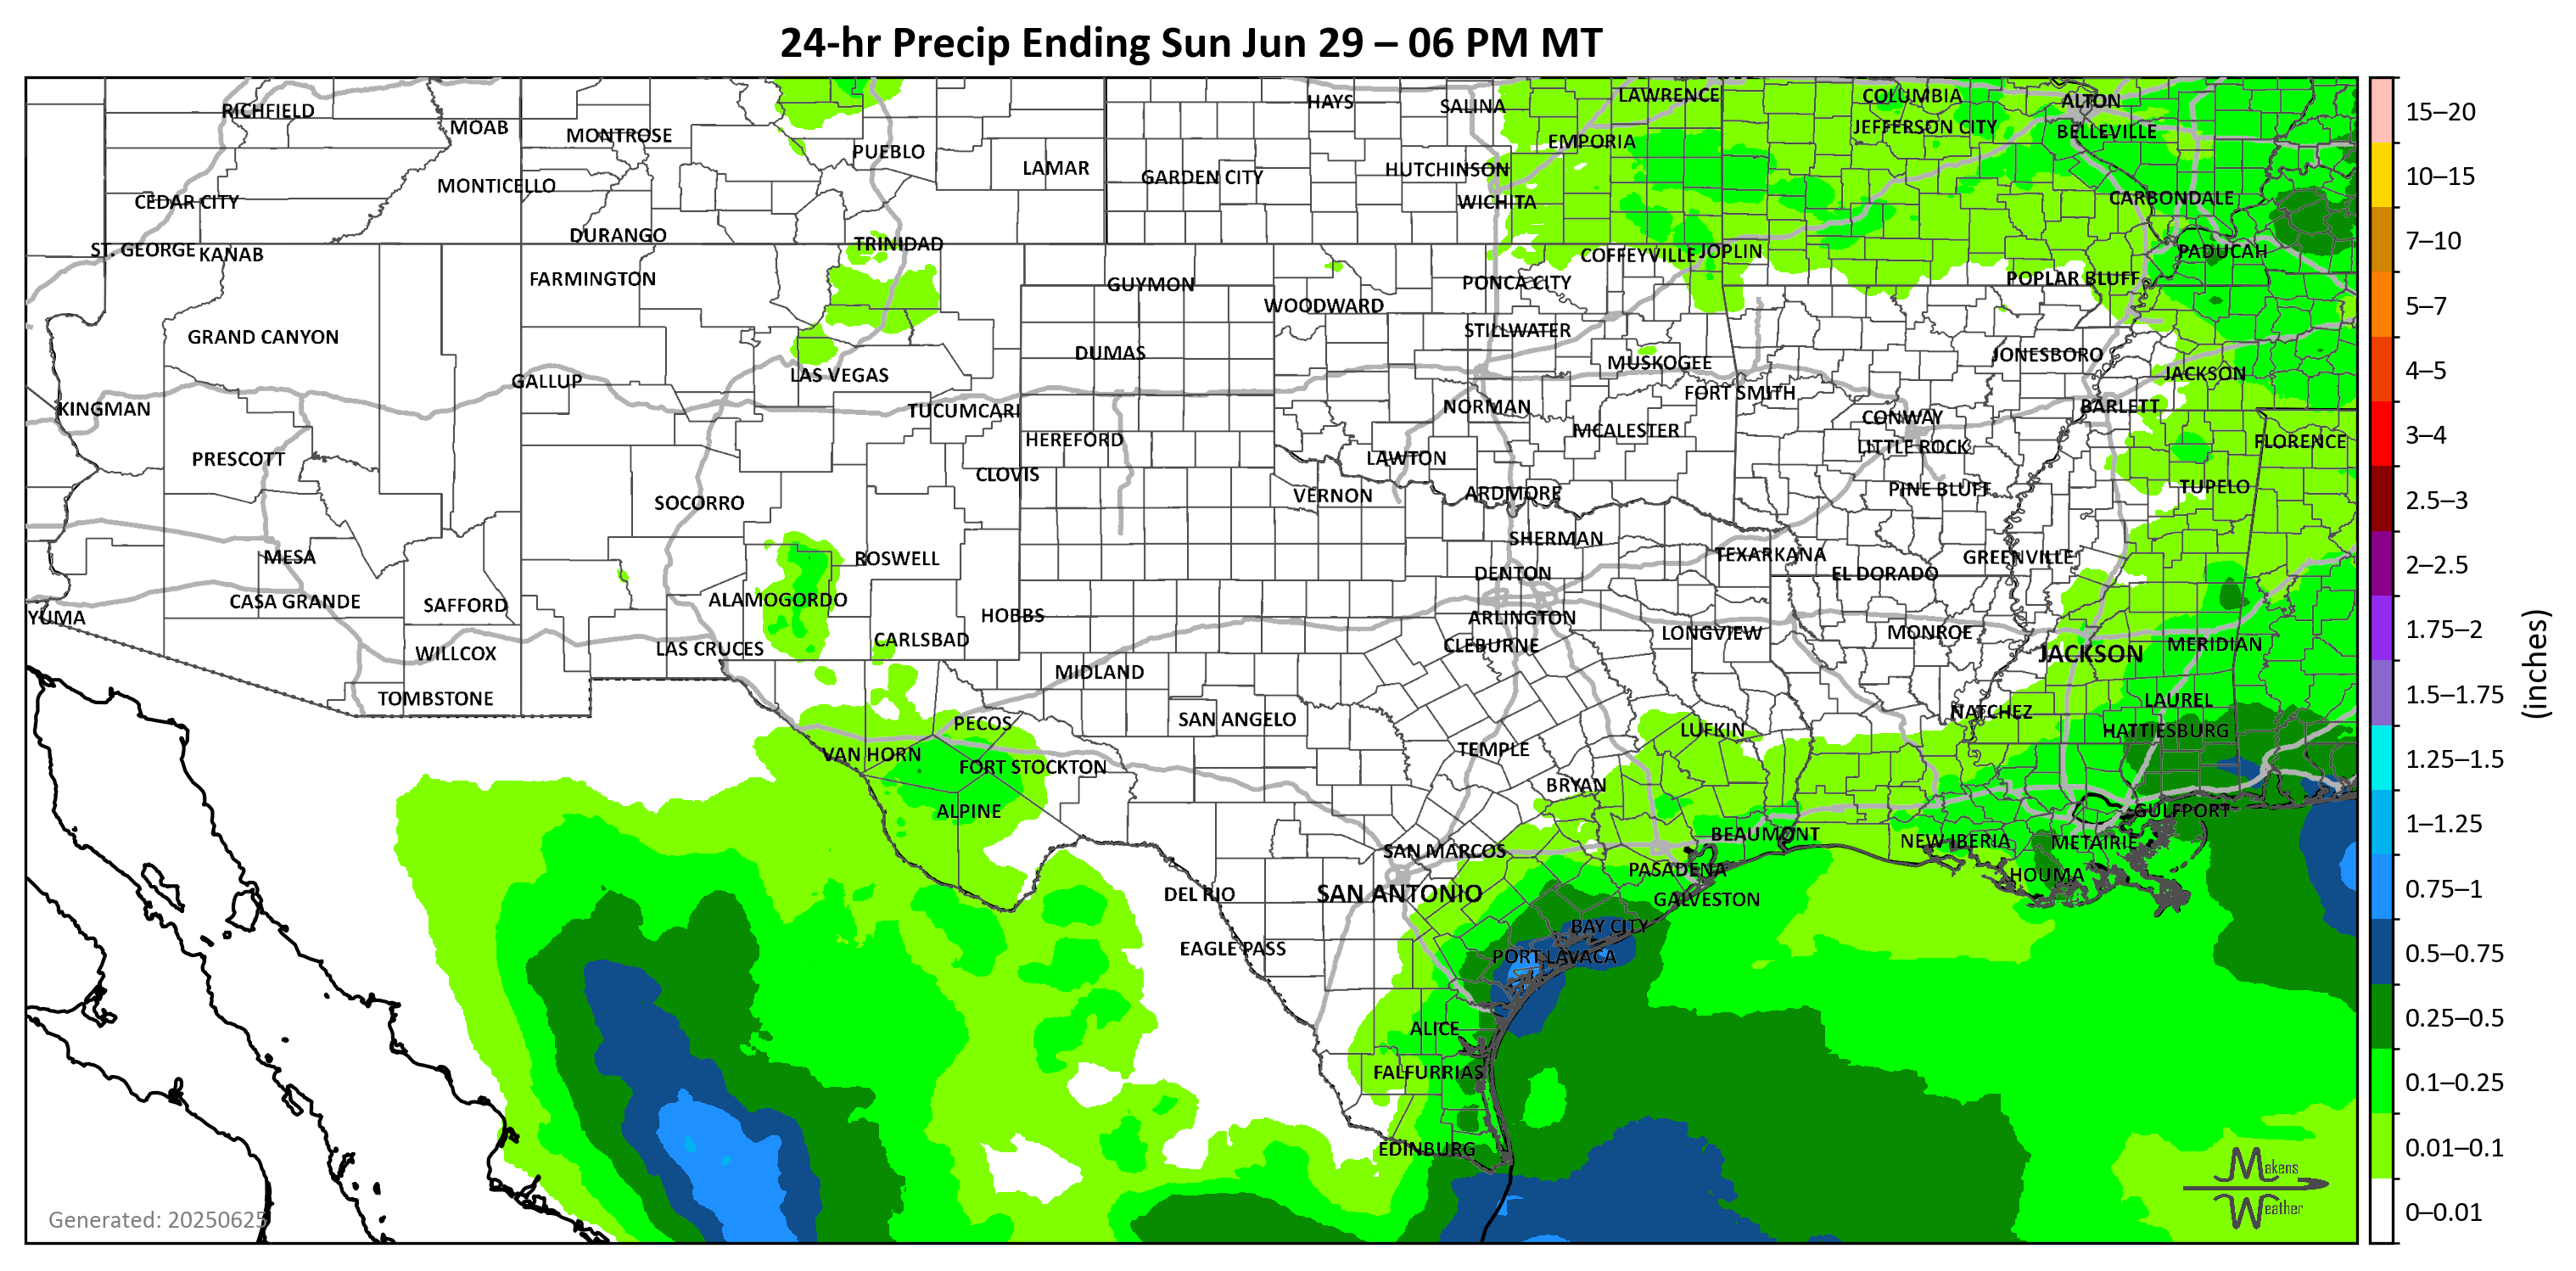 24-hr Precip Ending Sun Jun 29 – 06 PM MT
RICHFIELD
MOAB
MONTROSE
PUEBLO
LAMAR
HAYS
SALINA
LAWRENCE
COLUMBIA
ALTON
EMPORIA
JEFFERSON CITY
BELLEVILLE
CEDAR CITY
MONTICELLO
GARDEN CITY
HUTCHINSON
WICHITA
CARBONDALE
ST. GEORGE
KANAB
DURANGO
TRINIDAD
COFFEYVILLE
JOPLIN
PADUCAH
FARMINGTON
GUYMON
WOODWARD
PONCA CITY
POPLAR BLUFF
GRAND CANYON
DUMAS
STILLWATER
MUSKOGEE
JONESBORO
JACKSON
GALLUP
LAS VEGAS
FORT SMITH
KINGMAN
TUCUMCARI
NORMAN
CONWAY
BARLETT
HEREFORD
MCALESTER
LITTLE ROCK
FLORENCE
PRESCOTT
CLOVIS
LAWTON
SOCORRO
VERNON
ARDMORE
PINE BLUFF
TUPELO
MESA
ROSWELL
SHERMAN
TEXARKANA
GREENVILLE
DENTON
EL DORADO
YUMA
CASA GRANDE
SAFFORD
ALAMOGORDO
HOBBS
ARLINGTON
WILLCOX
LAS CRUCES
CARLSBAD
CLEBURNE
LONGVIEW
MONROE
JACKSON
MERIDIAN
TOMBSTONE
MIDLAND
LAUREL
PECOS
SAN ANGELO
LUFKIN
NATCHEZ
HATTIESBURG
VAN HORN
FORT STOCKTON
TEMPLE
BRYAN
ALPINE
GULFPORT
SAN MARCOS
BEAUMONT
NEW IBERIA
METAIRIE
DEL RIO
SAN ANTONIO
PASADENA
GALVESTON
HOUMA
EAGLE PASS
BAY CITY
PORT LAVACA
ALICE
FALFURRIAS
EDINBURG
Generated: 20250625
Makens
Weather
15–20
10–15
7–10
5–7
4–5
3–4
2.5–3
2–2.5
1.75–2
1.5–1.75
1.25–1.5
1–1.25
0.75–1
0.5–0.75
0.25–0.5
0.1–0.25
0.01–0.1
0–0.01
(inches)